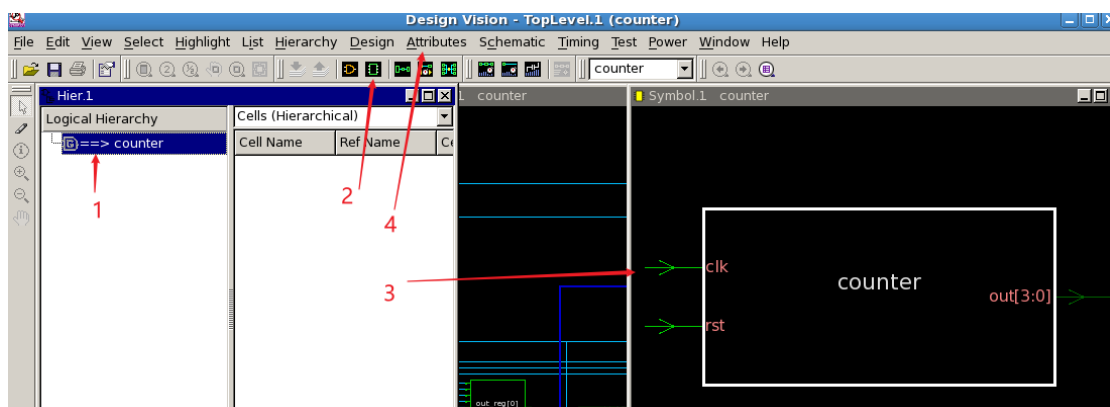 Design Vision - TopLevel.1 (counter)
File Edit View Select Highlight List Hierarchy Design Attributes Schematic Timing Test Power Window Help
counter
Hier.1
1 counter
Symbol.1 counter
Logical Hierarchy
Cells (Hierarchical)
==> counter
Cell Name Ref Name
1
2
4
3
clk
counter
out[3:0]
rst
out_reg[0]